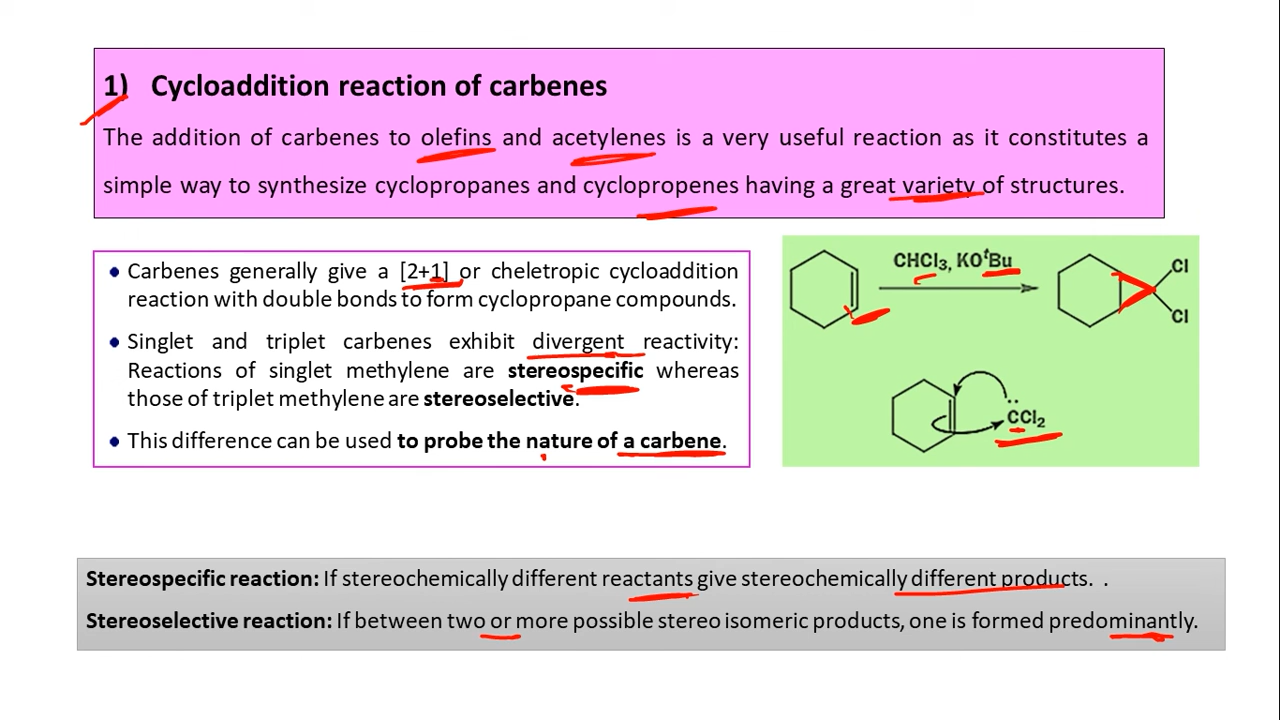 1) Cycloaddition reaction of carbenes
The addition of carbenes to olefins and acetylenes is a very useful reaction as it constitutes a
simple way to synthesize cyclopropanes and cyclopropenes having a great variety of structures.
• Carbenes generally give a [2+1] or cheletropic cycloaddition
reaction with double bonds to form cyclopropane compounds.
• Singlet and triplet carbenes exhibit divergent reactivity:
Reactions of singlet methylene are stereospecific whereas
those of triplet methylene are stereoselective.
• This difference can be used to probe the nature of a carbene.
CHCl₃, KOᵗBu
Cl
Cl
:CCl₂
Stereospecific reaction: If stereochemically different reactants give stereochemically different products. .
Stereoselective reaction: If between two or more possible stereo isomeric products, one is formed predominantly.